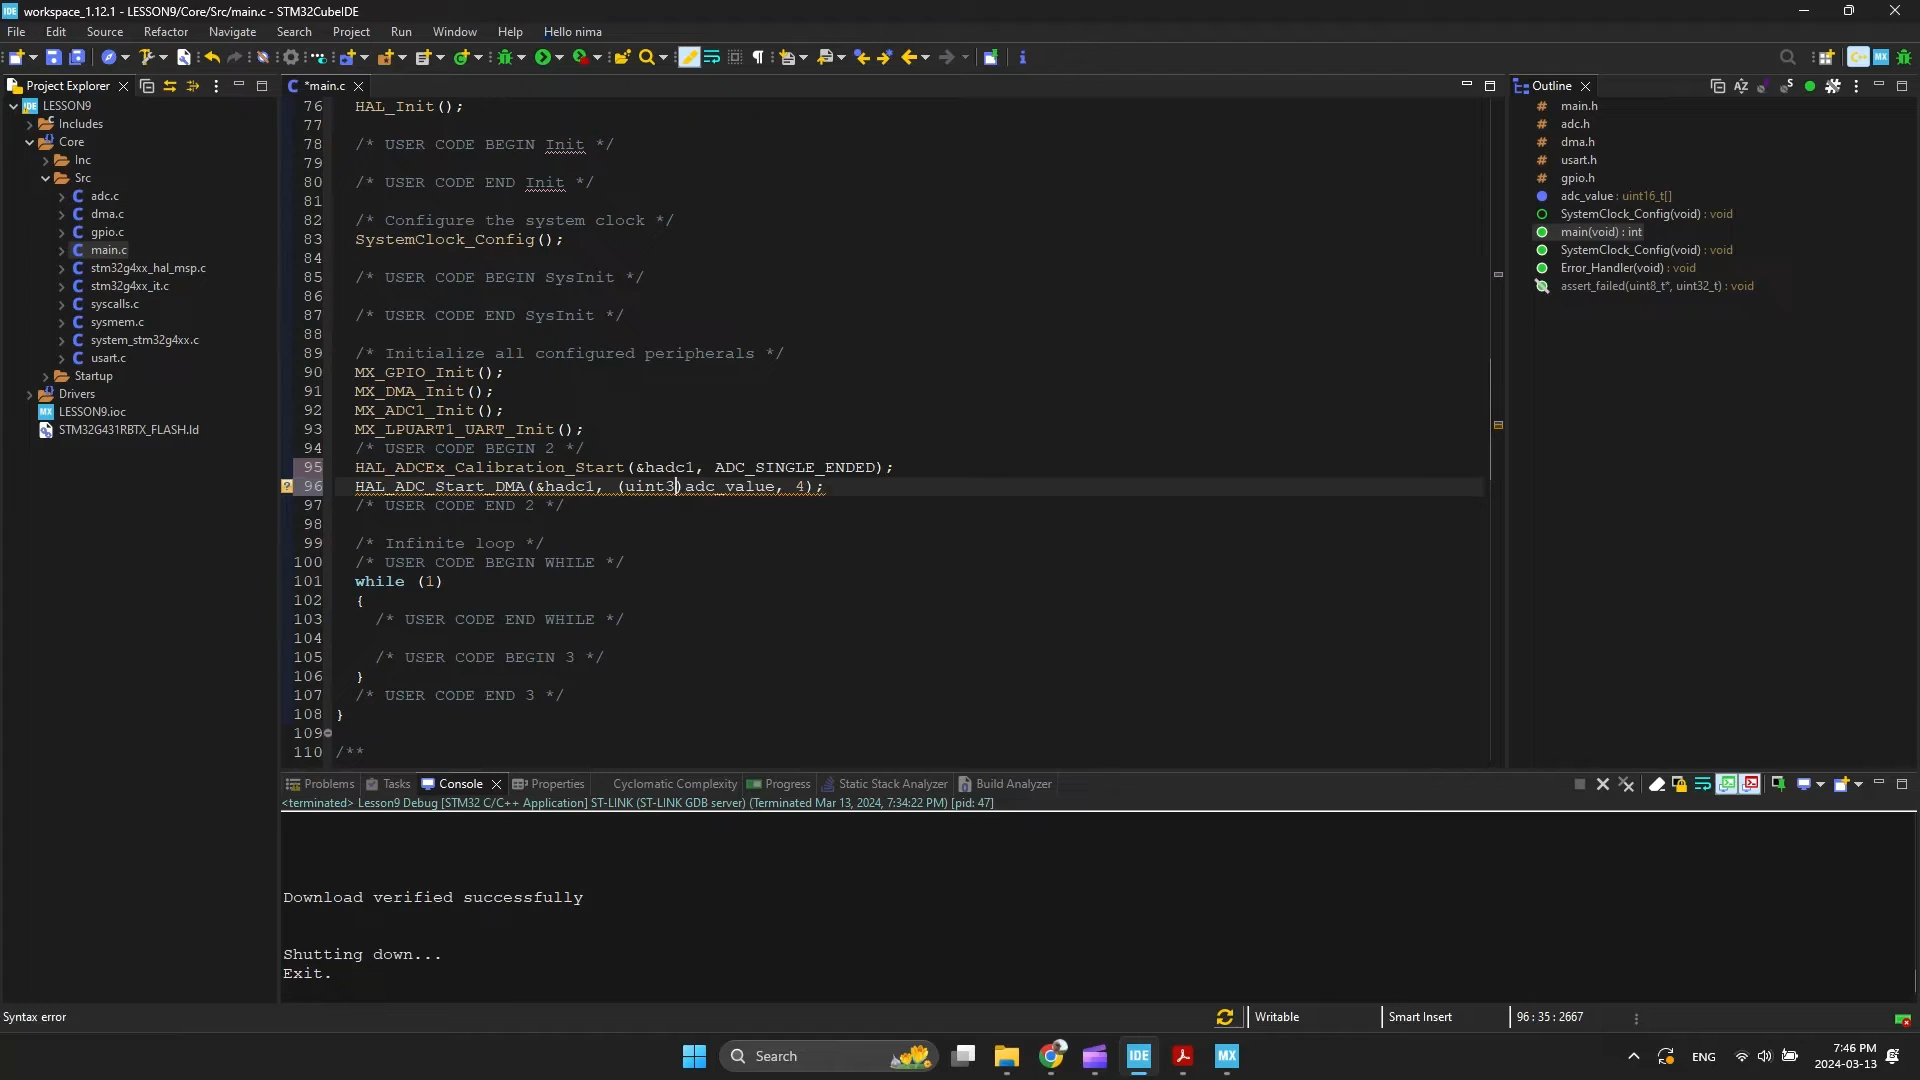 workspace_1.12.1 - LESSON9/Core/Src/main.c - STM32CubeIDE
File Edit Source Refactor Navigate Search Project Run Window Help Hello nima
Project Explorer
LESSON9
Includes
Core
Inc
Src
adc.c
dma.c
gpio.c
main.c
stm32g4xx_hal_msp.c
stm32g4xx_it.c
syscalls.c
sysmem.c
system_stm32g4xx.c
usart.c
Startup
Drivers
LESSON9.ioc
STM32G431RBTX_FLASH.ld
*main.c
76 HAL_Init();
77
78 /* USER CODE BEGIN Init */
79
80 /* USER CODE END Init */
81
82 /* Configure the system clock */
83 SystemClock_Config();
84
85 /* USER CODE BEGIN SysInit */
86
87 /* USER CODE END SysInit */
88
89 /* Initialize all configured peripherals */
90 MX_GPIO_Init();
91 MX_DMA_Init();
92 MX_ADC1_Init();
93 MX_LPUART1_UART_Init();
94 /* USER CODE BEGIN 2 */
95 HAL_ADCEx_Calibration_Start(&hadc1, ADC_SINGLE_ENDED);
96 HAL_ADC_Start_DMA(&hadc1, (uint3)adc_value, 4);
97 /* USER CODE END 2 */
98
99 /* Infinite loop */
100 /* USER CODE BEGIN WHILE */
101 while (1)
102 {
103 /* USER CODE END WHILE */
104
105 /* USER CODE BEGIN 3 */
106 }
107 /* USER CODE END 3 */
108 }
109
110 /**
Outline
main.h
adc.h
dma.h
usart.h
gpio.h
adc_value : uint16_t[]
SystemClock_Config(void) : void
main(void) : int
SystemClock_Config(void) : void
Error_Handler(void) : void
assert_failed(uint8_t*, uint32_t) : void
Problems Tasks Console Properties Cyclomatic Complexity Progress Static Stack Analyzer Build Analyzer
<terminated> Lesson9 Debug [STM32 C/C++ Application] ST-LINK (ST-LINK GDB server) (Terminated Mar 13, 2024, 7:34:22 PM) [pid: 47]
Download verified successfully
Shutting down...
Exit.
Syntax error Writable Smart Insert 96 : 35 : 2667
Search
ENG
7:46 PM
2024-03-13